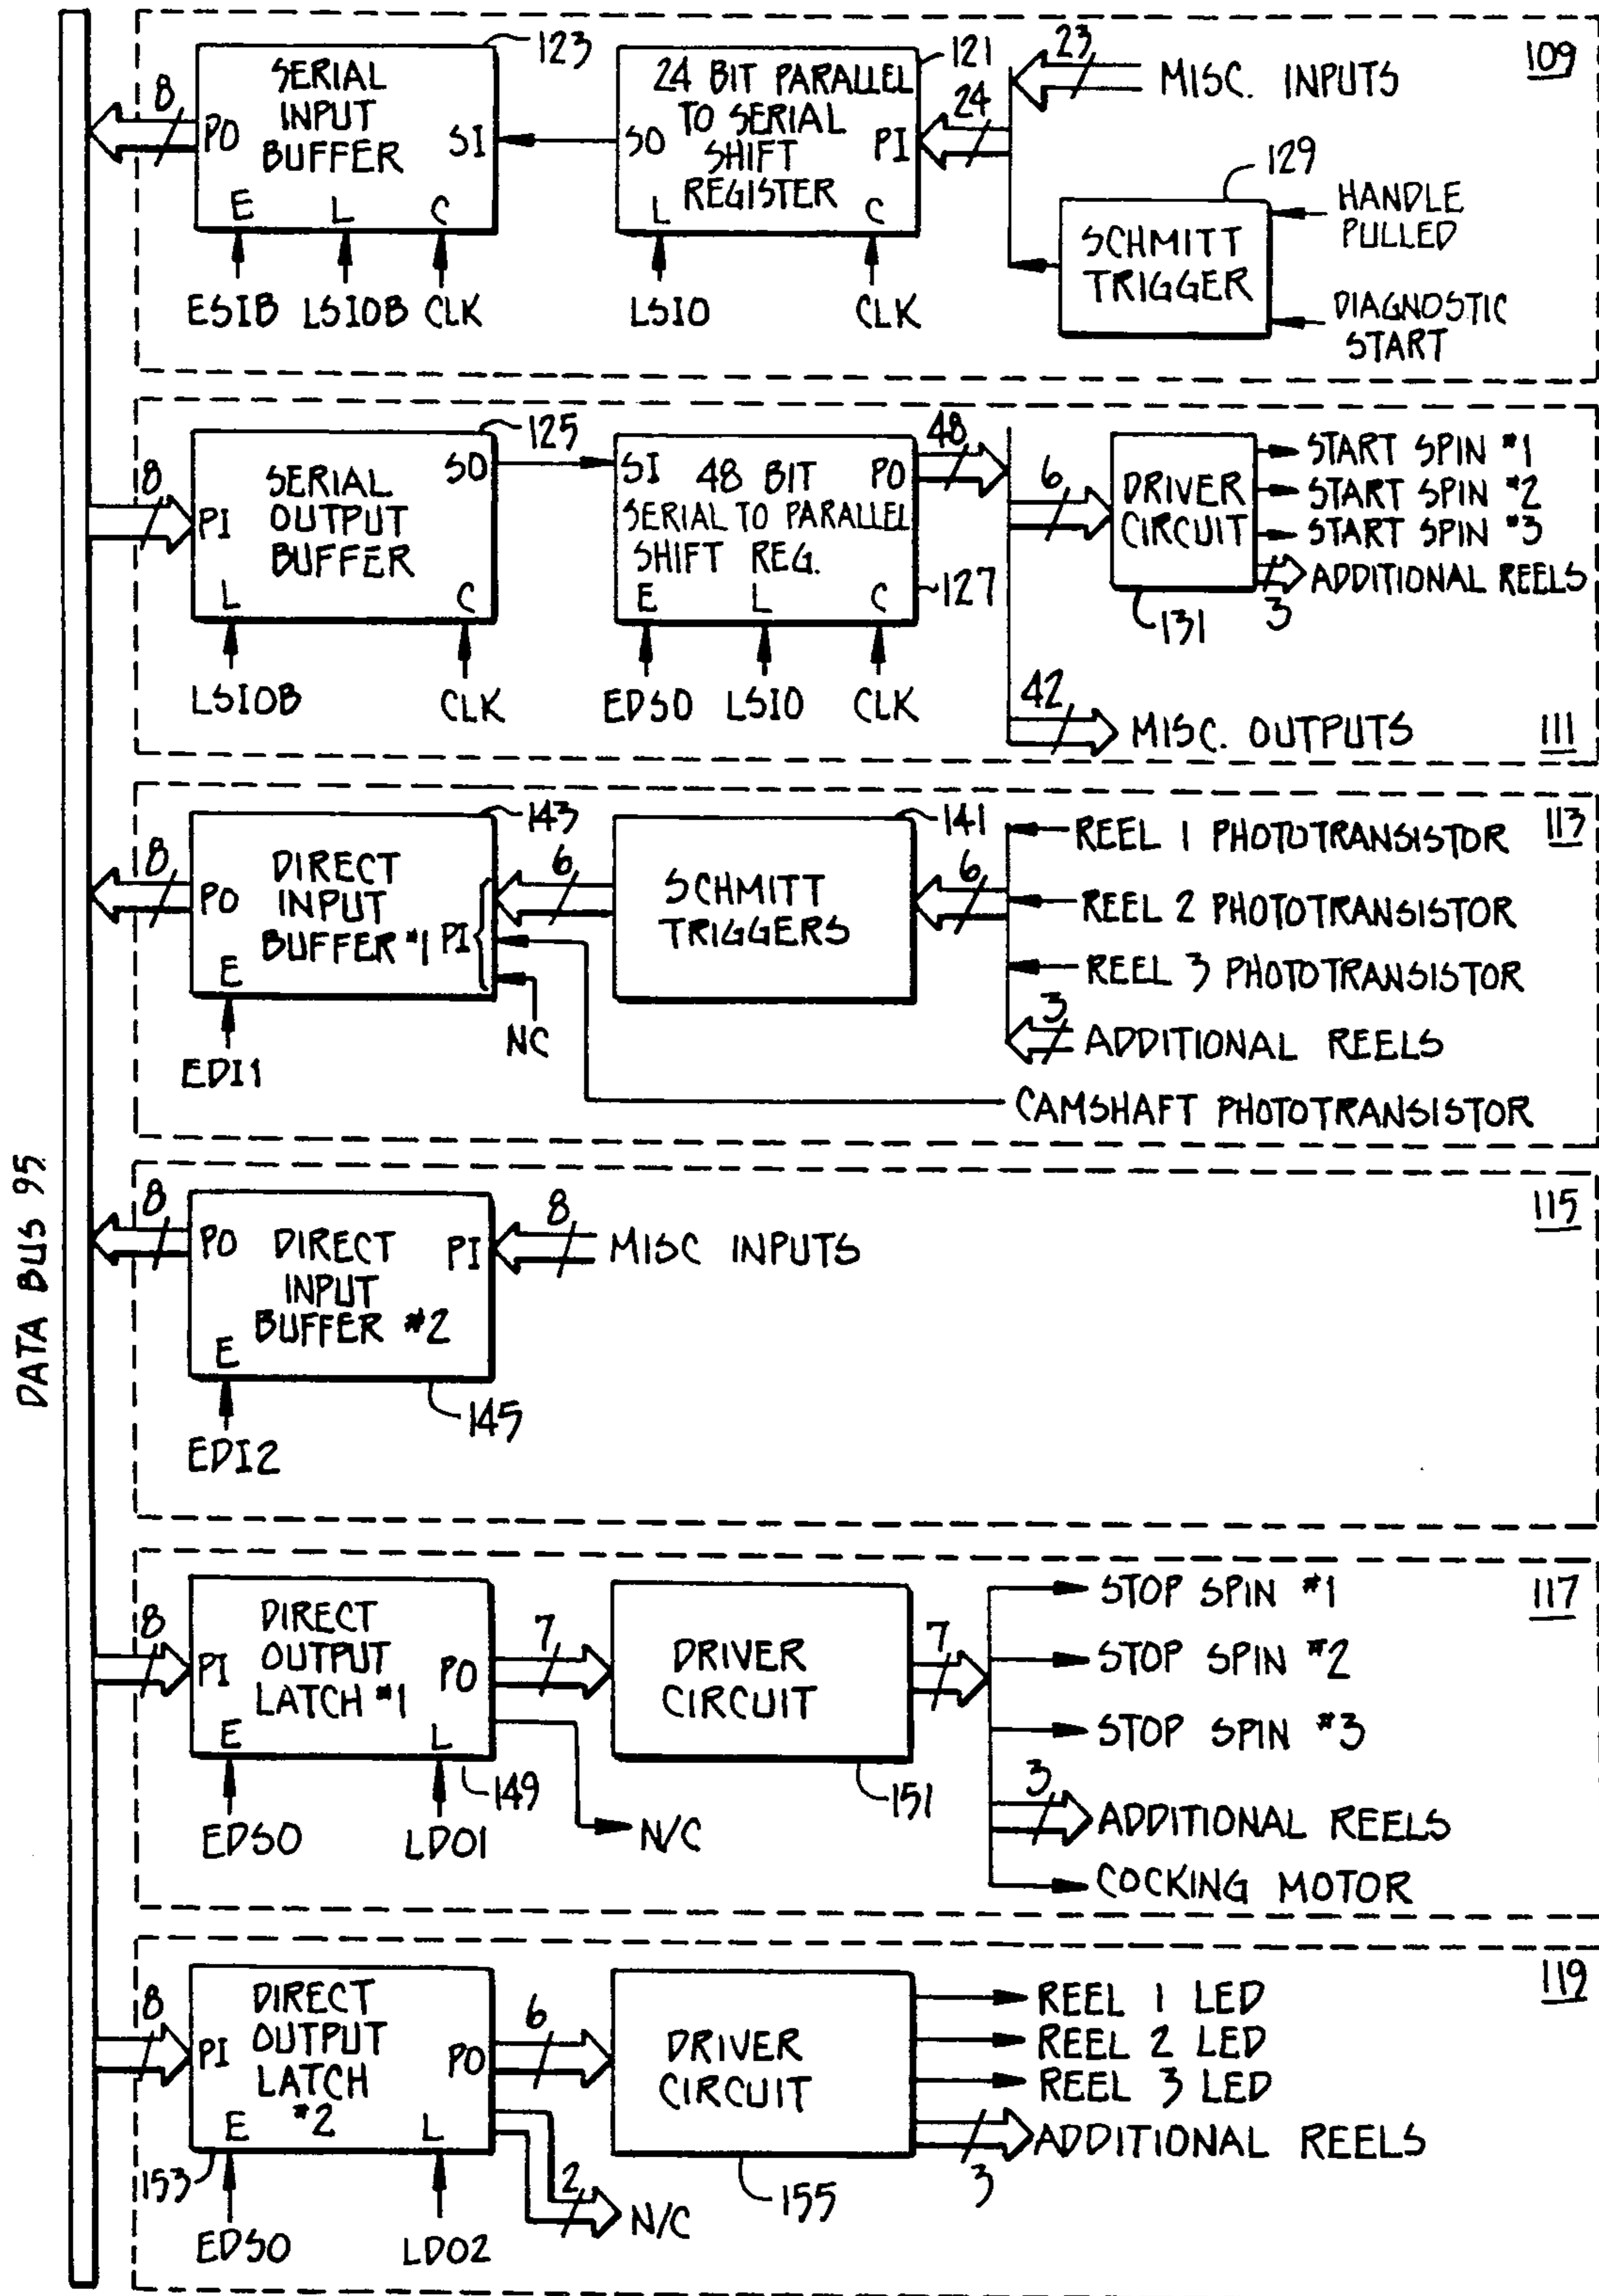 DATA BUS 95
109
123
SERIAL
INPUT
BUFFER
8
PO
SI
E
L
C
ESIB
LSIOB
CLK
121
24 BIT PARALLEL
TO SERIAL
SHIFT
REGISTER
SO
PI
L
C
LSIO
CLK
24
23
MISC. INPUTS
129
SCHMITT
TRIGGER
HANDLE
PULLED
DIAGNOSTIC
START
111
125
SERIAL
OUTPUT
BUFFER
8
PI
SO
L
C
LSIOB
CLK
127
SI
48 BIT
SERIAL TO PARALLEL
SHIFT REG.
PO
E
L
C
EDSO
LSIO
CLK
48
6
DRIVER
CIRCUIT
131
START SPIN #1
START SPIN #2
START SPIN #3
ADDITIONAL REELS
3
42
MISC. OUTPUTS
113
143
DIRECT
INPUT
BUFFER #1
8
PO
PI
E
EDI1
6
NC
141
SCHMITT
TRIGGERS
6
REEL 1 PHOTOTRANSISTOR
REEL 2 PHOTOTRANSISTOR
REEL 3 PHOTOTRANSISTOR
3
ADDITIONAL REELS
CAMSHAFT PHOTOTRANSISTOR
115
8
PO
DIRECT
INPUT
BUFFER #2
PI
E
EDI2
145
8
MISC INPUTS
117
8
PI
DIRECT
OUTPUT
LATCH #1
PO
E
L
EDSO
LDO1
149
7
N/C
DRIVER
CIRCUIT
151
7
STOP SPIN #1
STOP SPIN #2
STOP SPIN #3
3
ADDITIONAL REELS
COCKING MOTOR
119
8
PI
DIRECT
OUTPUT
LATCH
#2
PO
E
L
153
EDSO
LDO2
6
2
N/C
DRIVER
CIRCUIT
155
REEL 1 LED
REEL 2 LED
REEL 3 LED
ADDITIONAL REELS
3